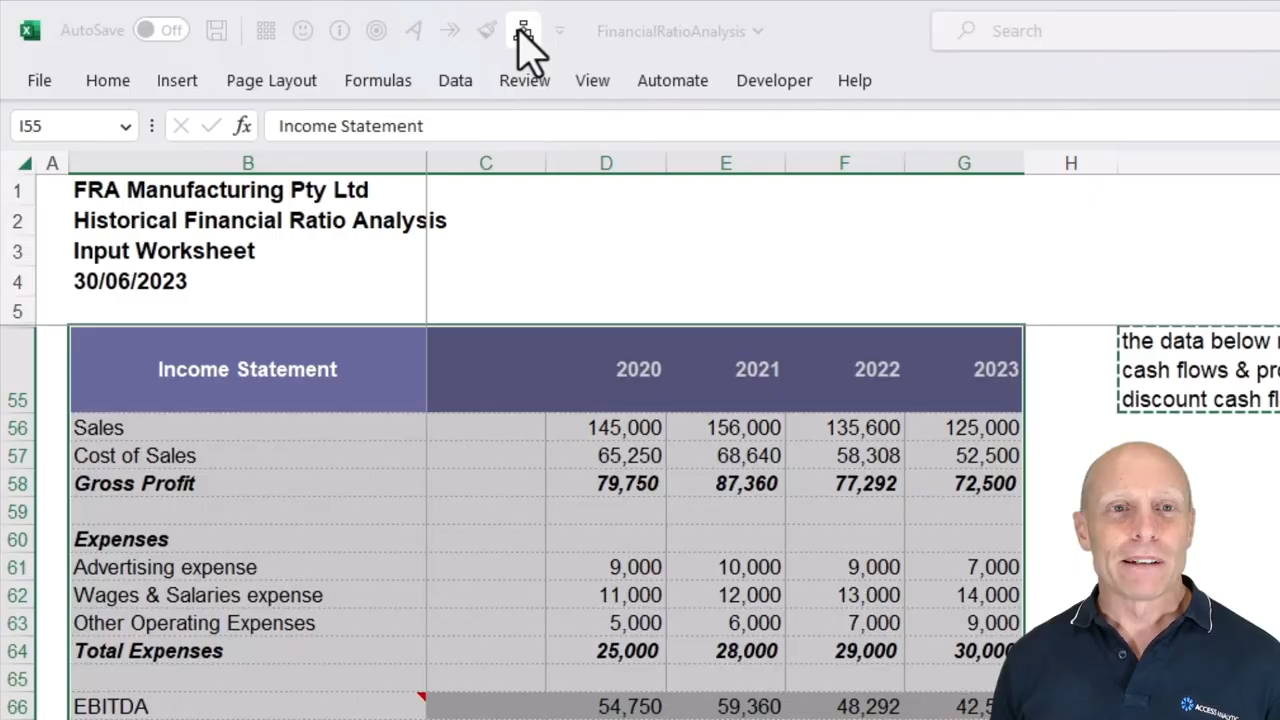 AutoSave Off FinancialRatioAnalysis Search
File Home Insert Page Layout Formulas Data Review View Automate Developer Help
I55 fx Income Statement
A B C D E F G H
1 FRA Manufacturing Pty Ltd
2 Historical Financial Ratio Analysis
3 Input Worksheet
4 30/06/2023
5
the data below
cash flows &
discount cash
55 Income Statement 2020 2021 2022 2023
56 Sales 145,000 156,000 135,600 125,000
57 Cost of Sales 65,250 68,640 58,308 52,500
58 Gross Profit 79,750 87,360 77,292 72,500
59
60 Expenses
61 Advertising expense 9,000 10,000 9,000 7,000
62 Wages & Salaries expense 11,000 12,000 13,000 14,000
63 Other Operating Expenses 5,000 6,000 7,000 9,000
64 Total Expenses 25,000 28,000 29,000 30,000
65
66 EBITDA 54,750 59,360 48,292
ACCESS